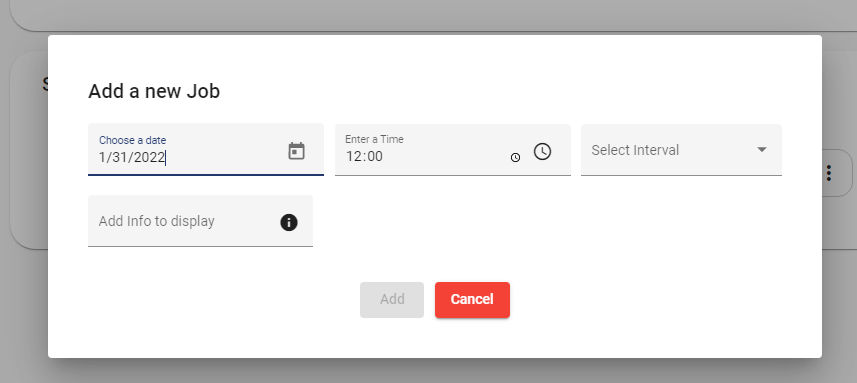 S
Add a new Job
Choose a date
1/31/2022
Enter a Time
12:00
Select Interval
Add Info to display
Add
Cancel